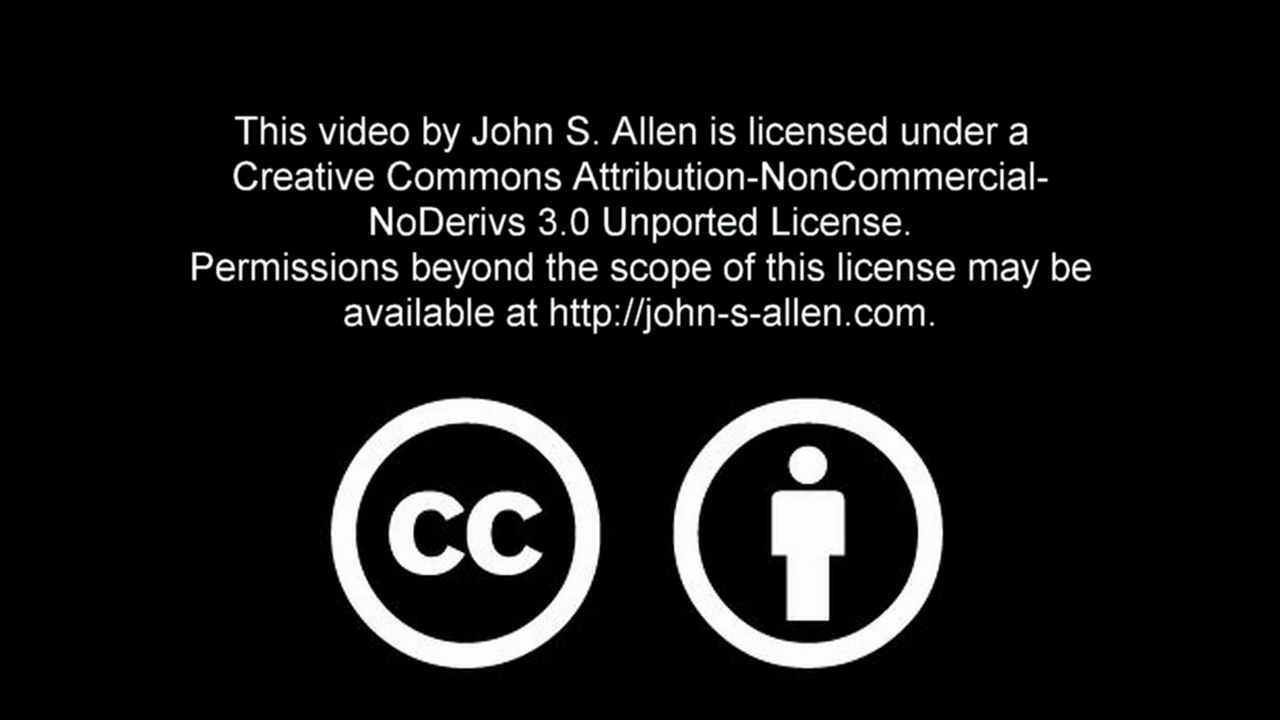 This video by John S. Allen is licensed under a
Creative Commons Attribution-NonCommercial-
NoDerivs 3.0 Unported License.
Permissions beyond the scope of this license may be
available at http://john-s-allen.com.
cc